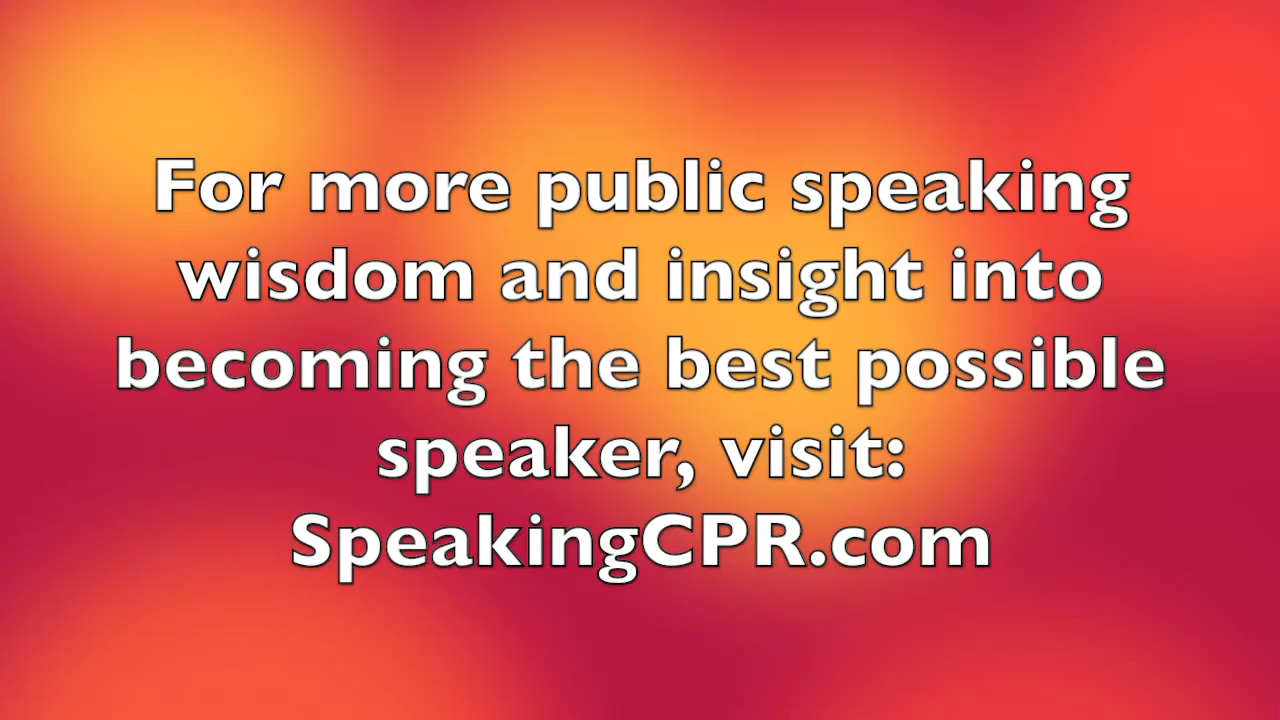 For more public speaking
wisdom and insight into
becoming the best possible
speaker, visit:
SpeakingCPR.com